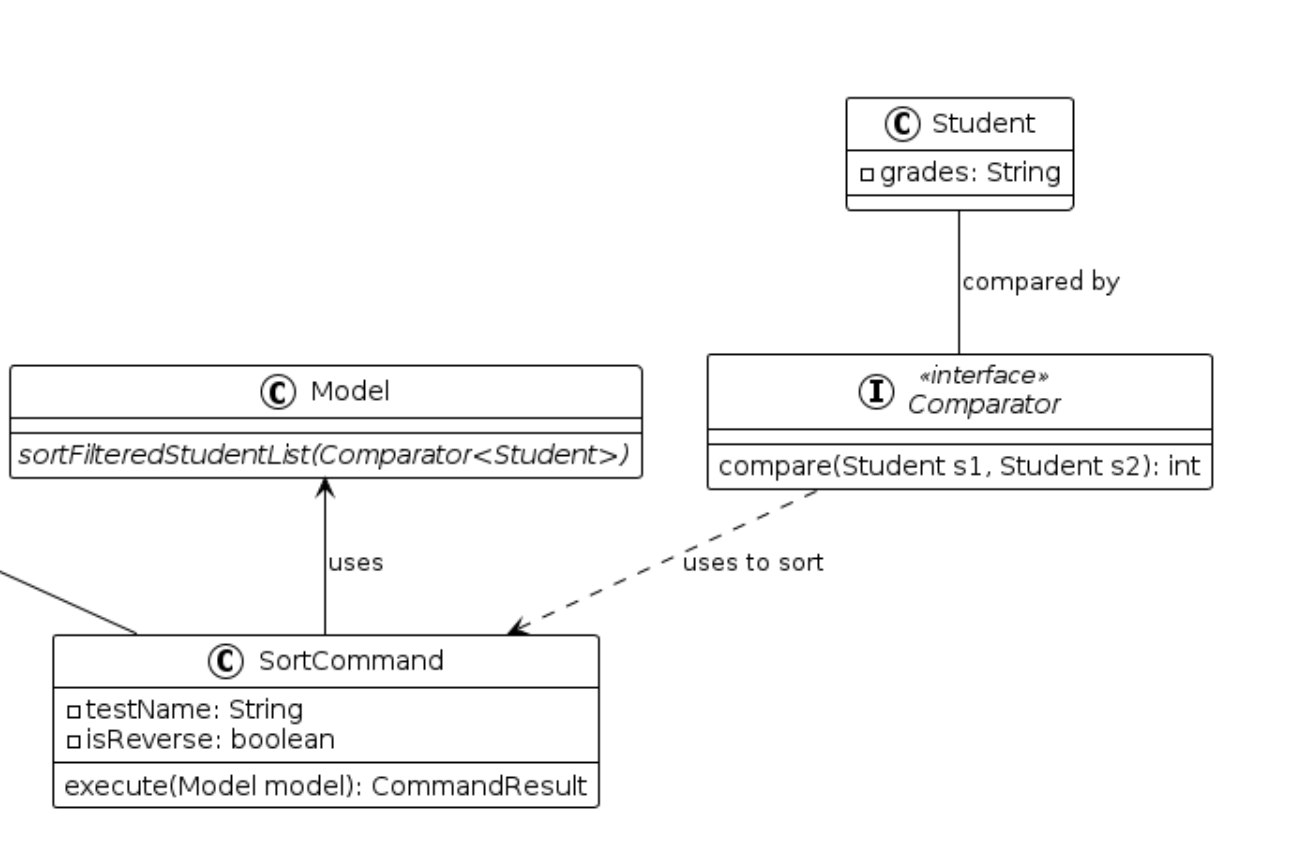 C Student
grades: String
compared by
C Model
sortFilteredStudentList(Comparator<Student>)
I «interface»
Comparator
compare(Student s1, Student s2): int
uses
uses to sort
C SortCommand
testName: String
isReverse: boolean
execute(Model model): CommandResult